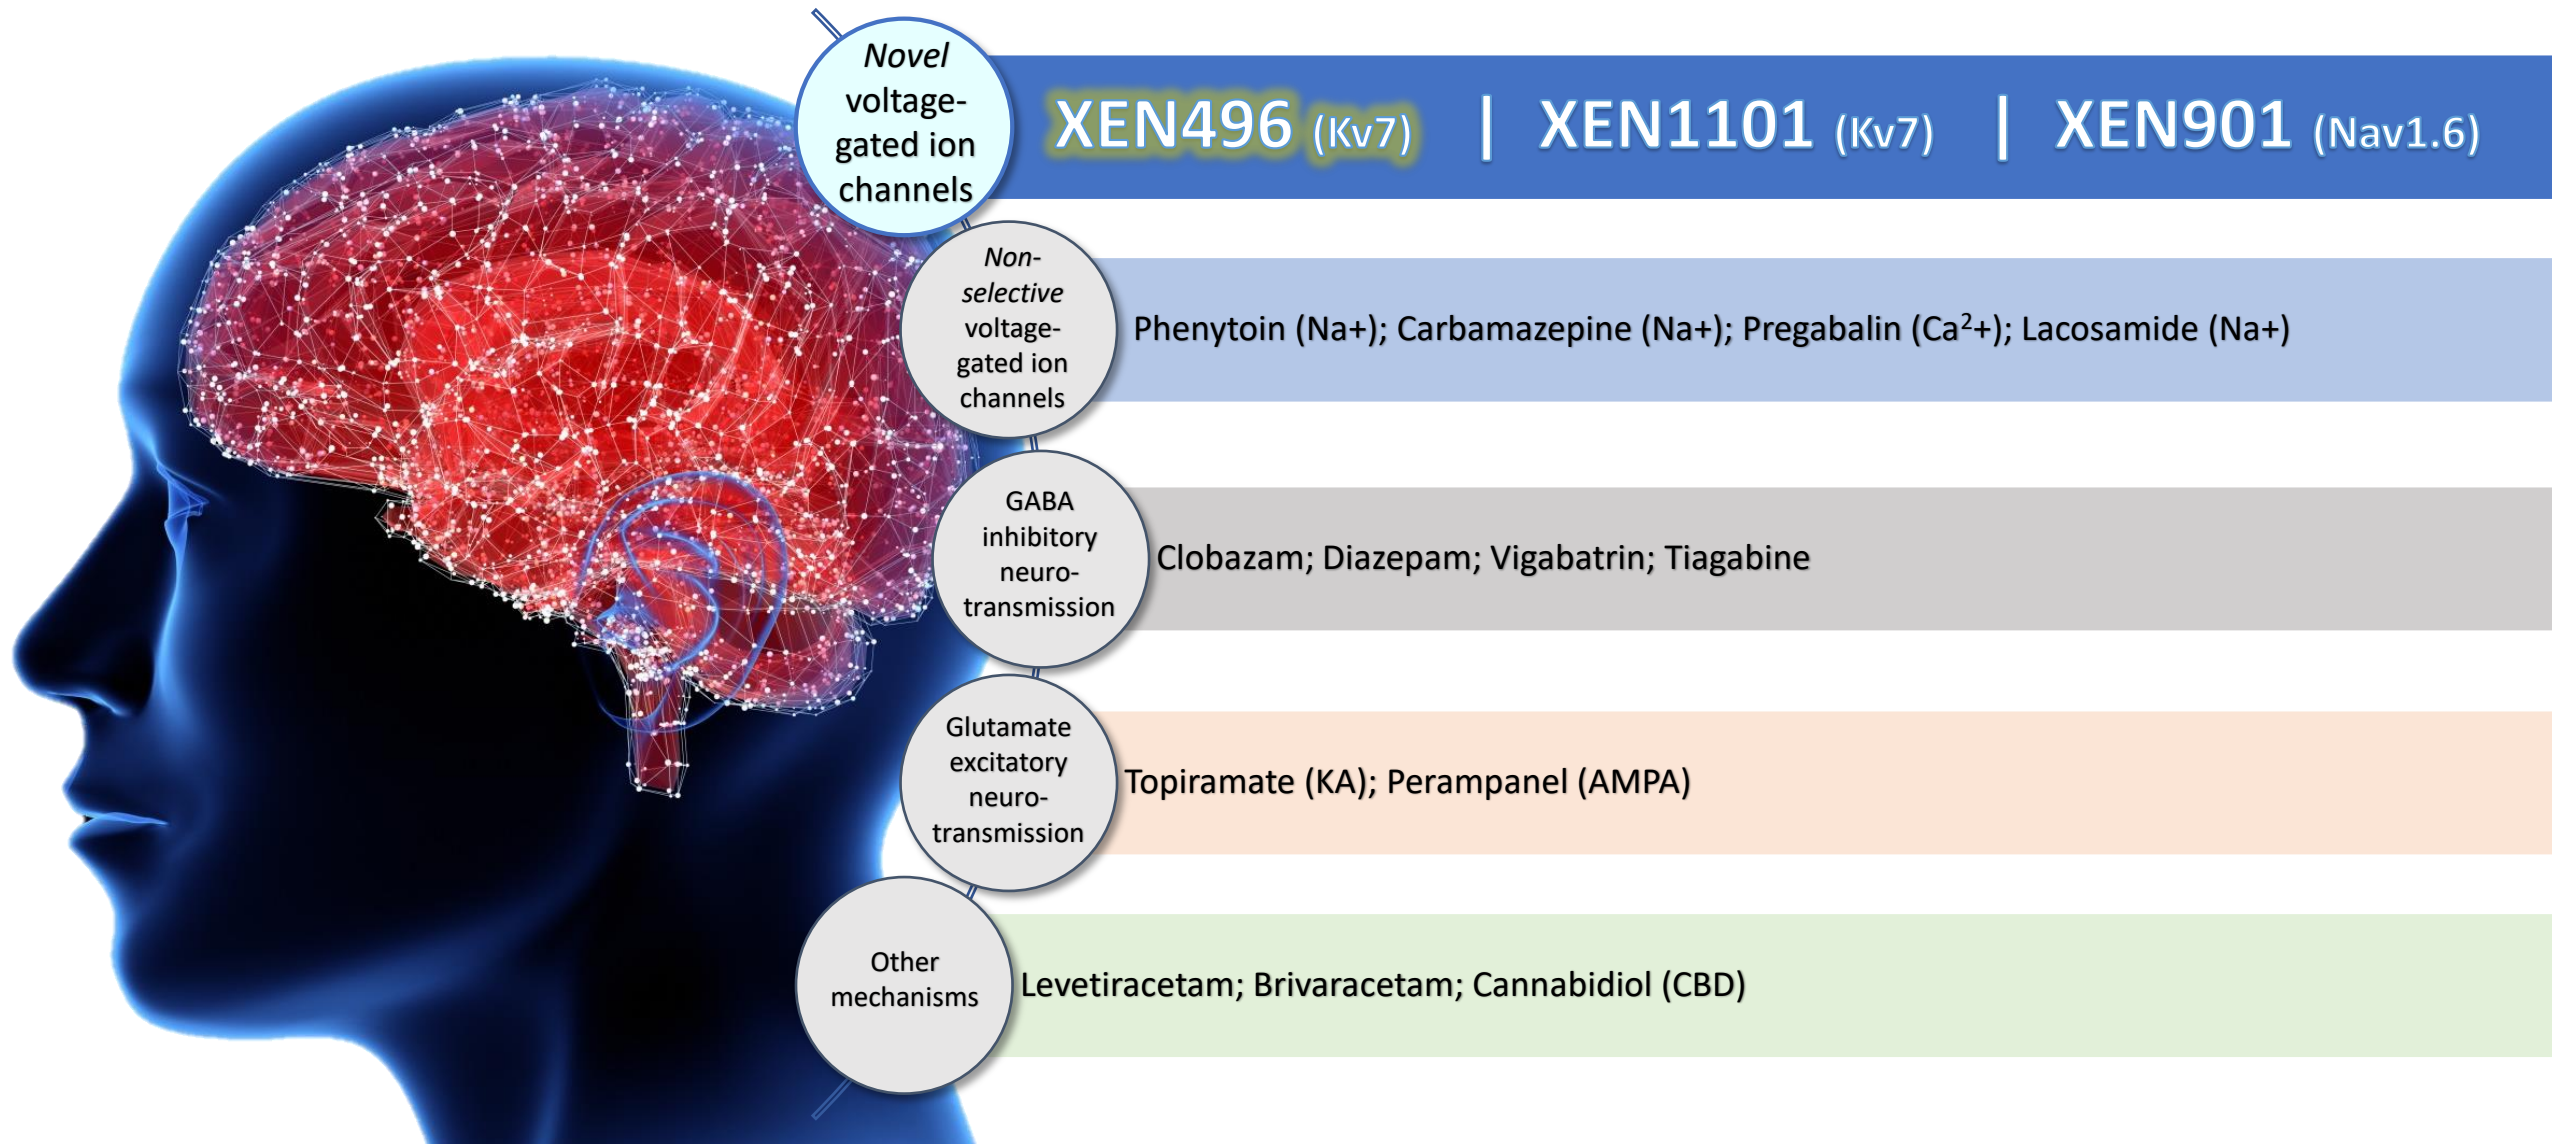 Novel
voltage-
gated ion
channels
XEN496 (Kv7) | XEN1101 (Kv7) | XEN901 (Nav1.6)
Non-
selective
voltage-
gated ion
channels
Phenytoin (Na+); Carbamazepine (Na+); Pregabalin (Ca²+); Lacosamide (Na+)
GABA
inhibitory
neuro-
transmission
Clobazam; Diazepam; Vigabatrin; Tiagabine
Glutamate
excitatory
neuro-
transmission
Topiramate (KA); Perampanel (AMPA)
Other
mechanisms
Levetiracetam; Brivaracetam; Cannabidiol (CBD)